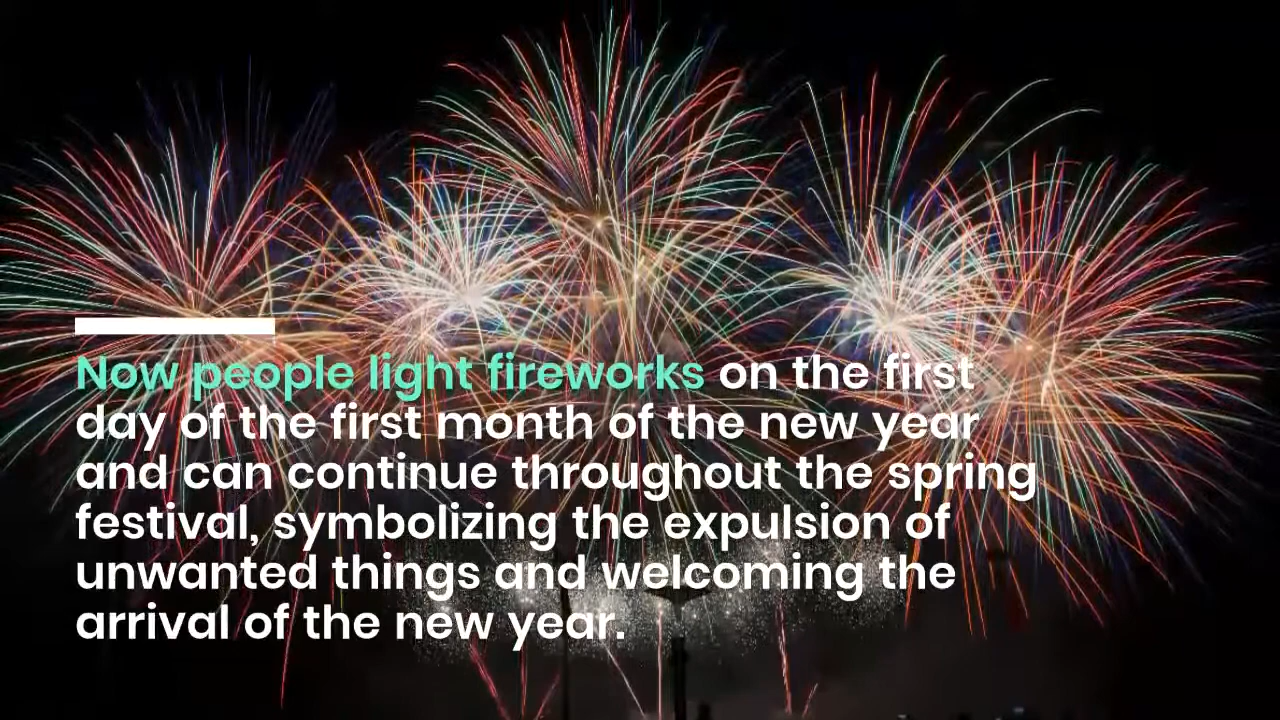 Now people light fireworks on the first
day of the first month of the new year
and can continue throughout the spring
festival, symbolizing the expulsion of
unwanted things and welcoming the
arrival of the new year.